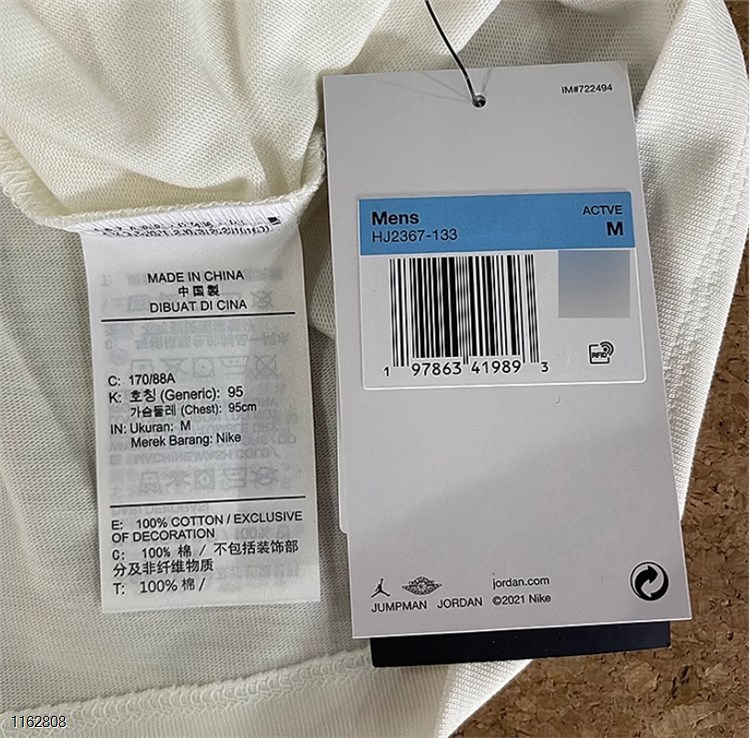 MADE IN CHINA
中国製
DIBUAT DI CINA
C: 170/88A
K: 호칭 (Generic): 95
가슴둘레 (Chest): 95cm
IN: Ukuran: M
Merek Barang: Nike
E: 100% COTTON / EXCLUSIVE
OF DECORATION
C: 100% 棉 / 不包括装饰部
分及非纤维物质
T: 100% 棉 /
IM#722494
Mens
ACTVE
HJ2367-133
M
1 97863 41989 3
RFID
JUMPMAN
JORDAN
jordan.com
©2021 Nike
1162808